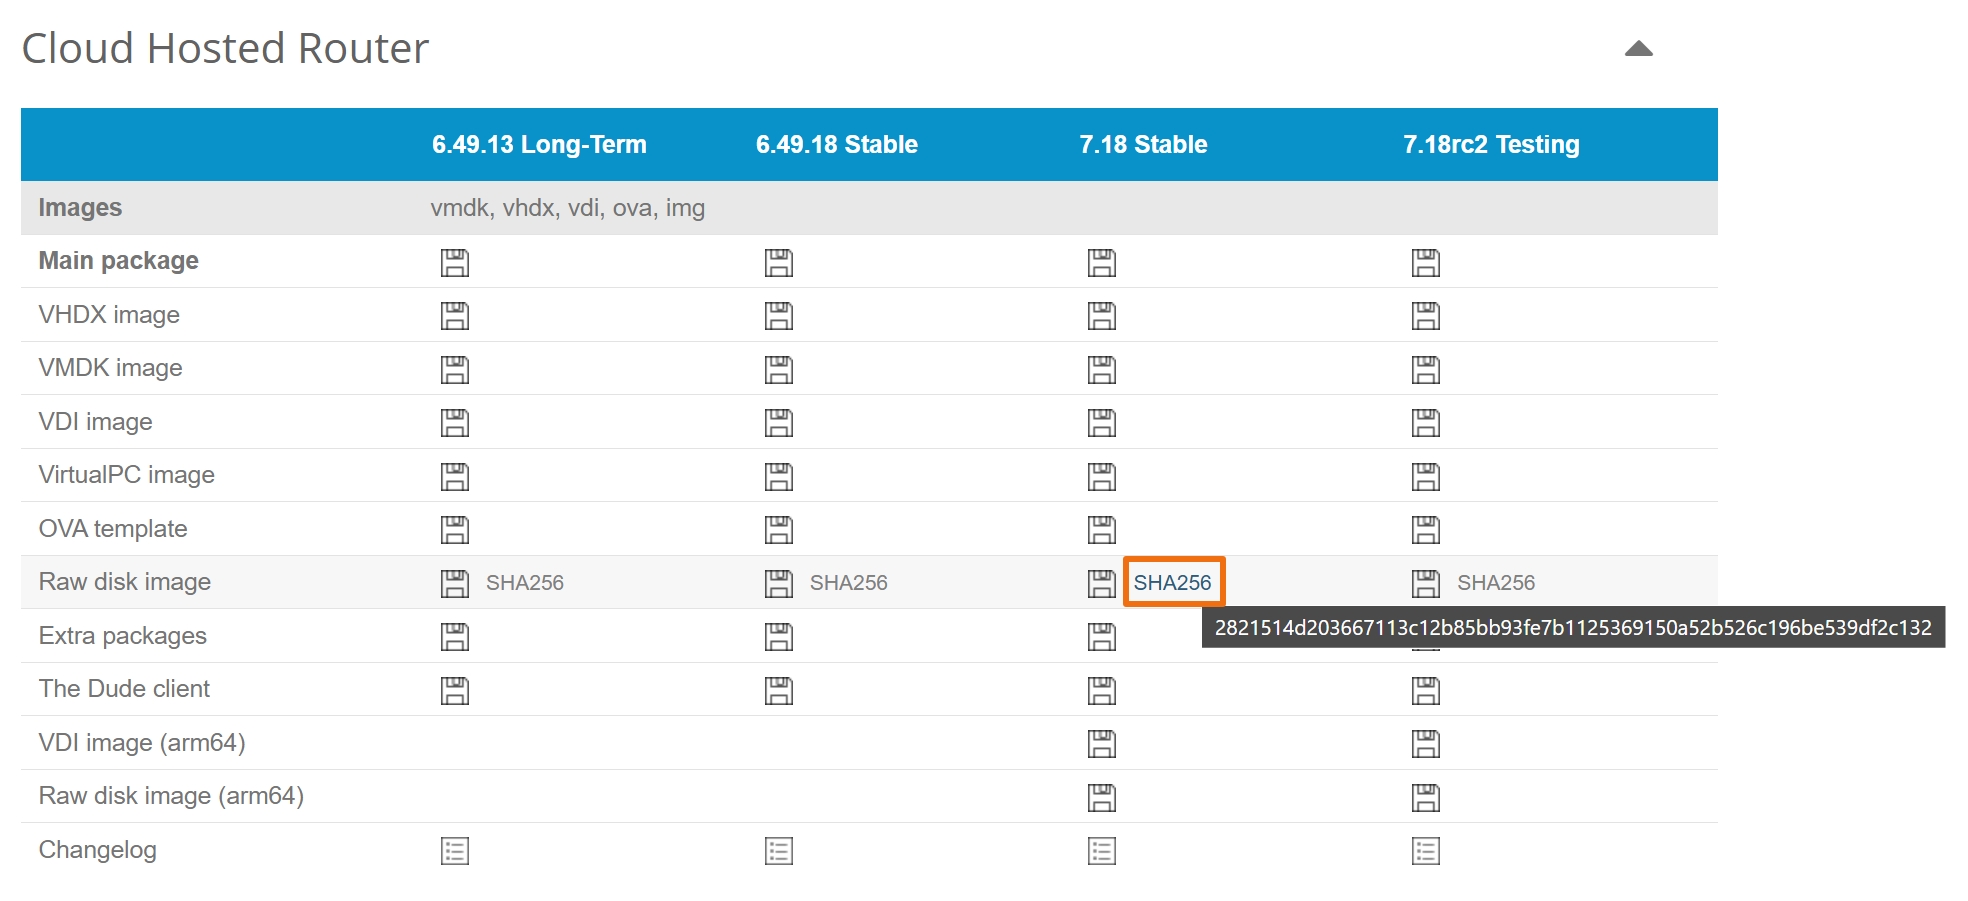 Cloud Hosted Router
6.49.13 Long-Term 6.49.18 Stable 7.18 Stable 7.18rc2 Testing
Images vmdk, vhdx, vdi, ova, img
Main package
VHDX image
VMDK image
VDI image
VirtualPC image
OVA template
Raw disk image SHA256 SHA256 SHA256 SHA256
2821514d203667113c12b85bb93fe7b1125369150a52b526c196be539df2c132
Extra packages
The Dude client
VDI image (arm64)
Raw disk image (arm64)
Changelog